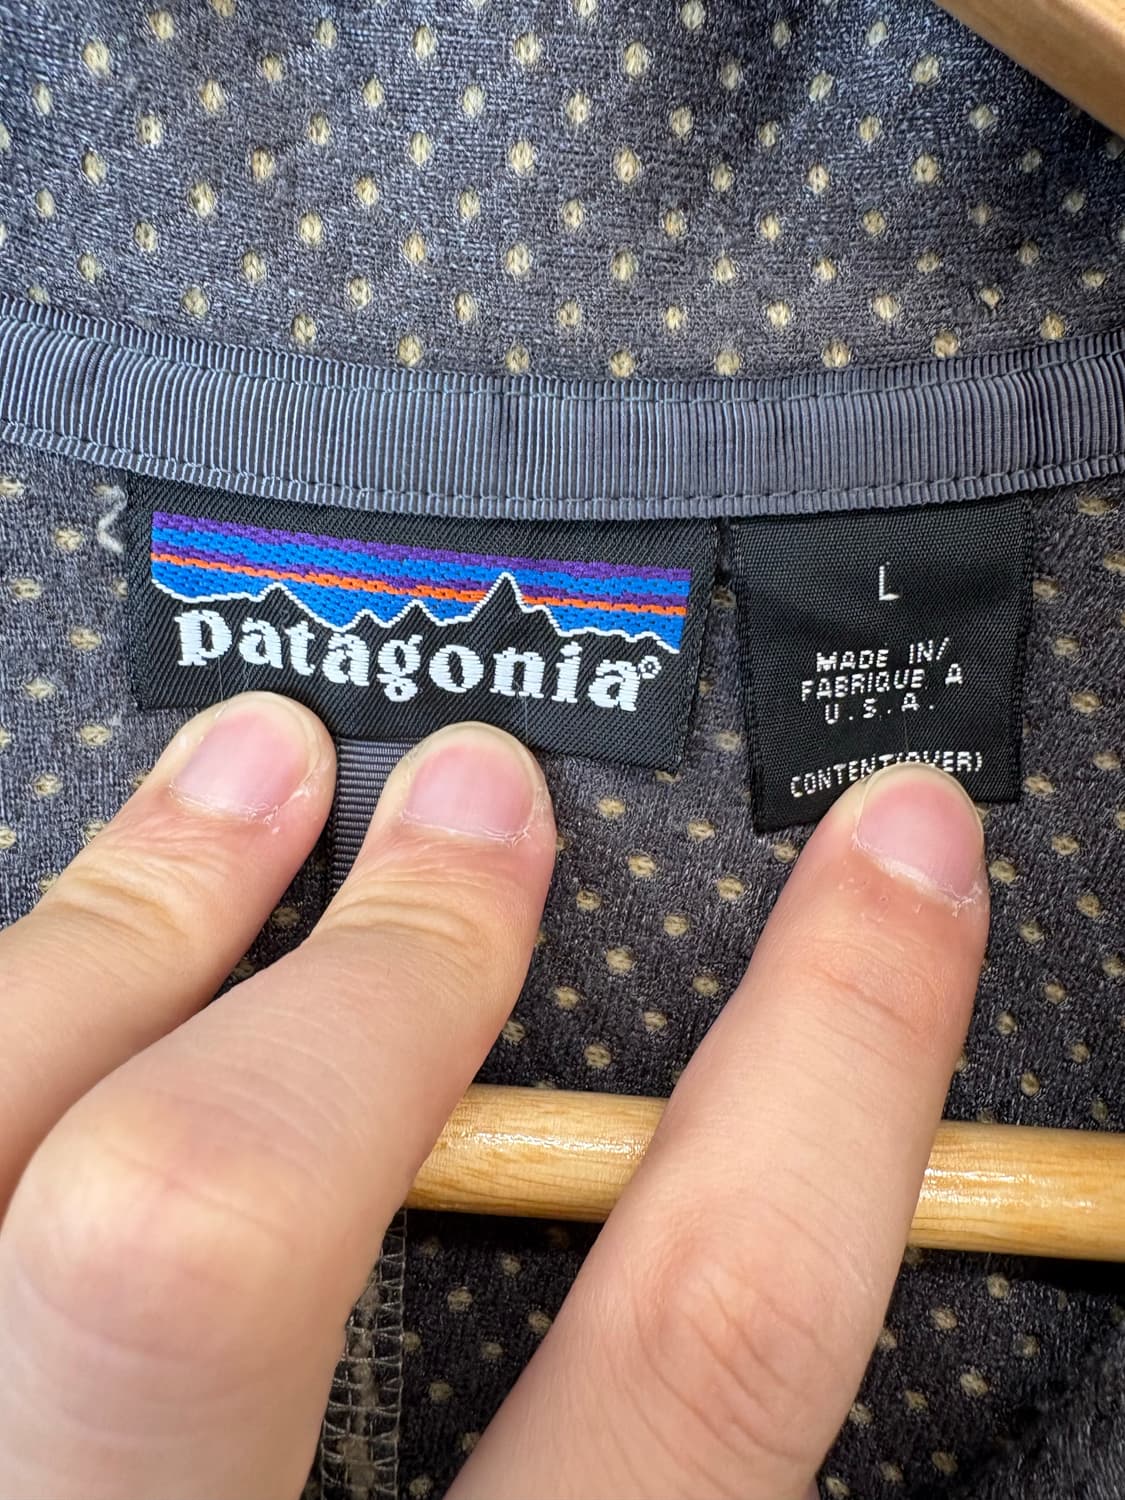 patagonia®
L
MADE IN/
FABRIQUE A
U.S.A.
CONTENT(OVER)